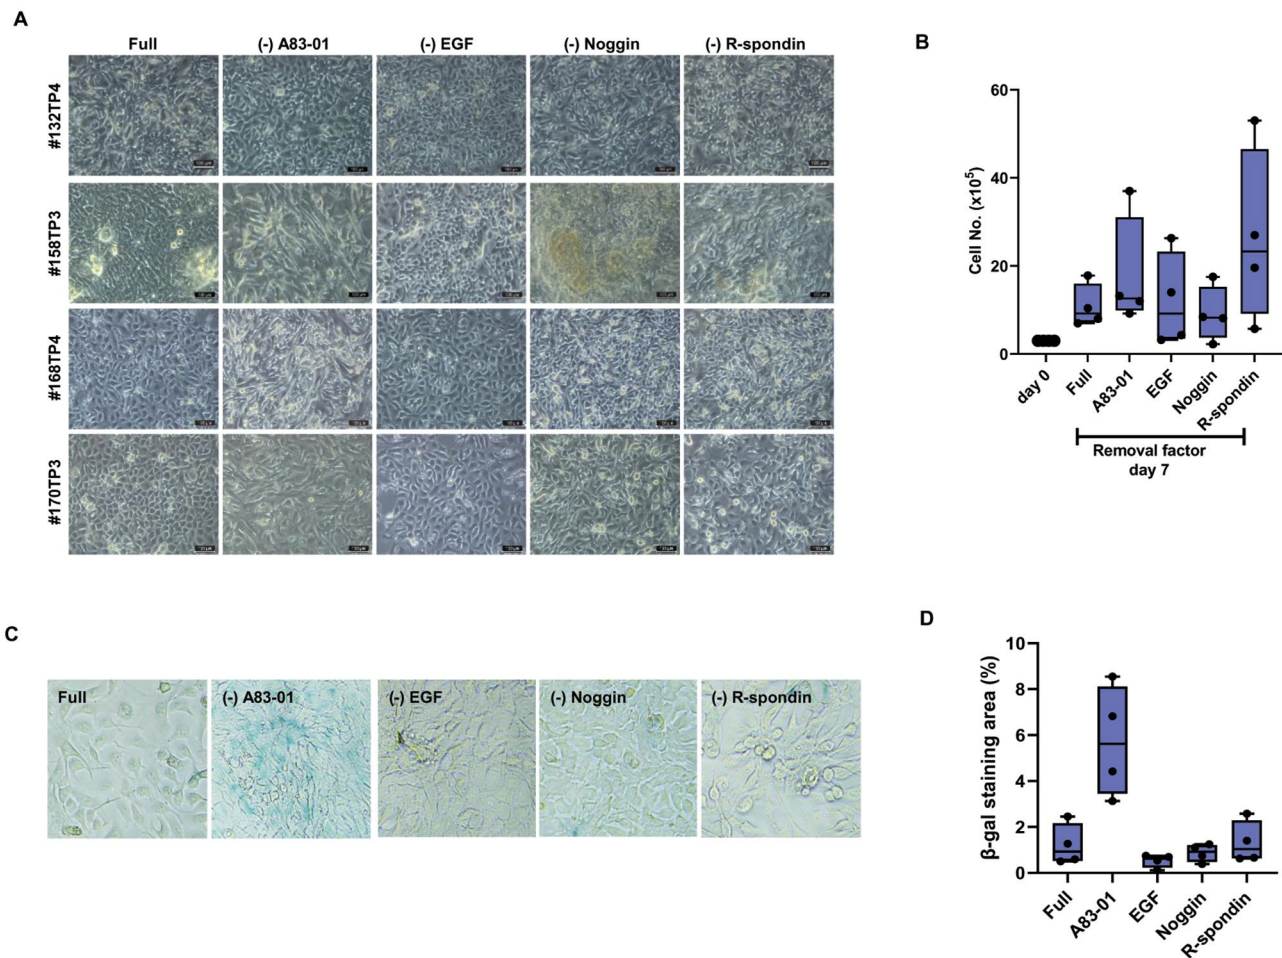 A
Full
(-) A83-01
(-) EGF
(-) Noggin
(-) R-spondin
#132TP4
#158TP3
#168TP4
#170TP3
B
Cell No. (x10⁵)
60
40
20
0
day 0
Full
A83-01
EGF
Noggin
R-spondin
Removal factor
day 7
C
Full
(-) A83-01
(-) EGF
(-) Noggin
(-) R-spondin
D
β-gal staining area (%)
10
8
6
4
2
0
Full
A83-01
EGF
Noggin
R-spondin